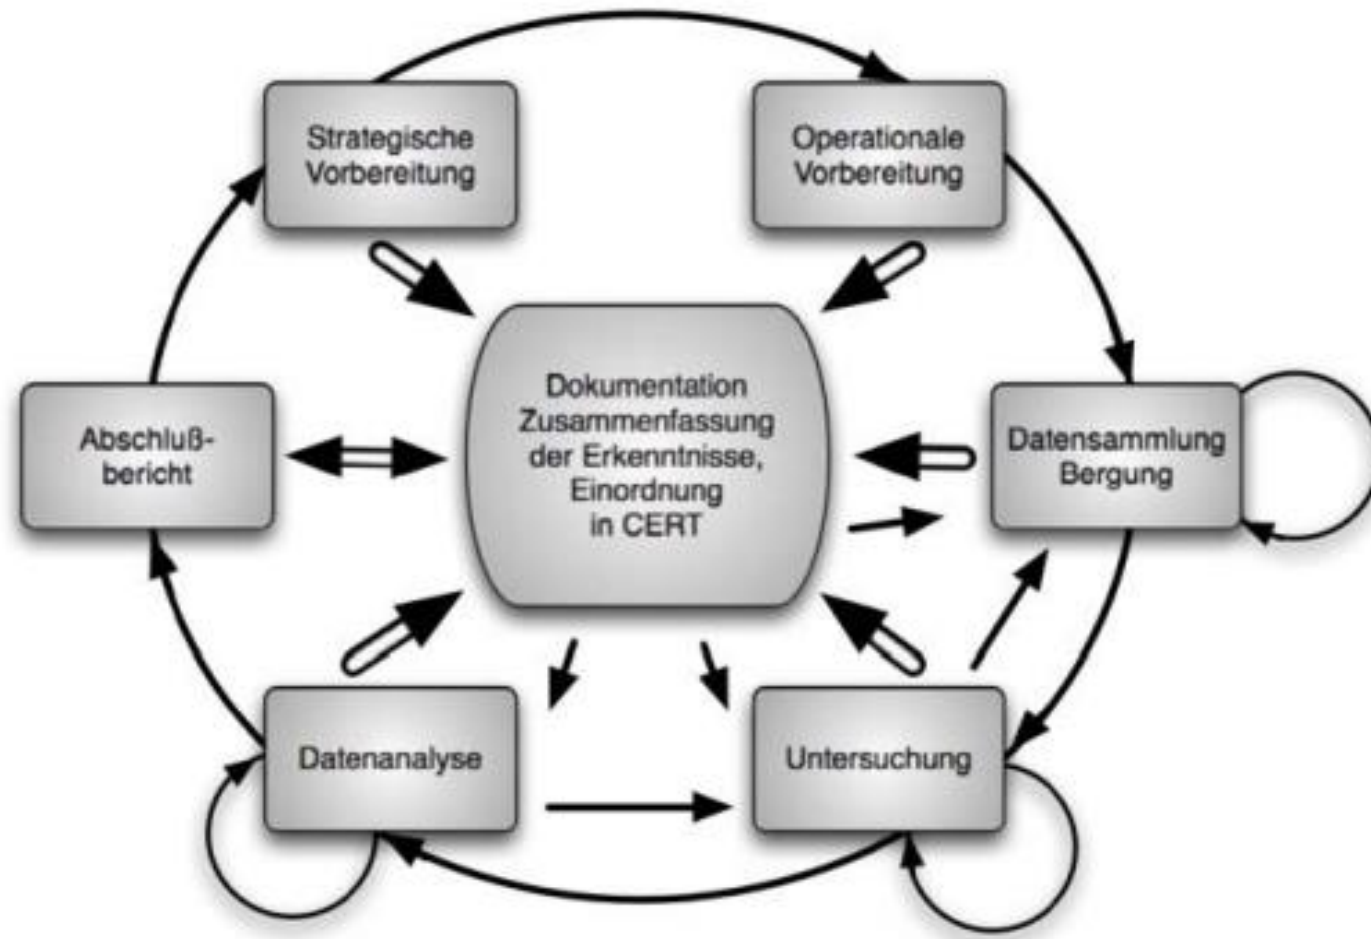 Strategische
Vorbereitung
Operationale
Vorbereitung
Dokumentation
Zusammenfassung
der Erkenntnisse,
Einordnung
in CERT
Abschluß-
bericht
Datensammlung
Bergung
Datenanalyse
Untersuchung